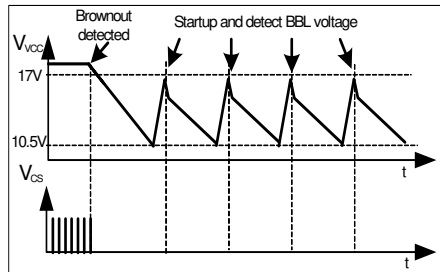 Brownout
detected
Startup and detect BBL voltage
VVCC
17V
10.5V
t
VCS
t